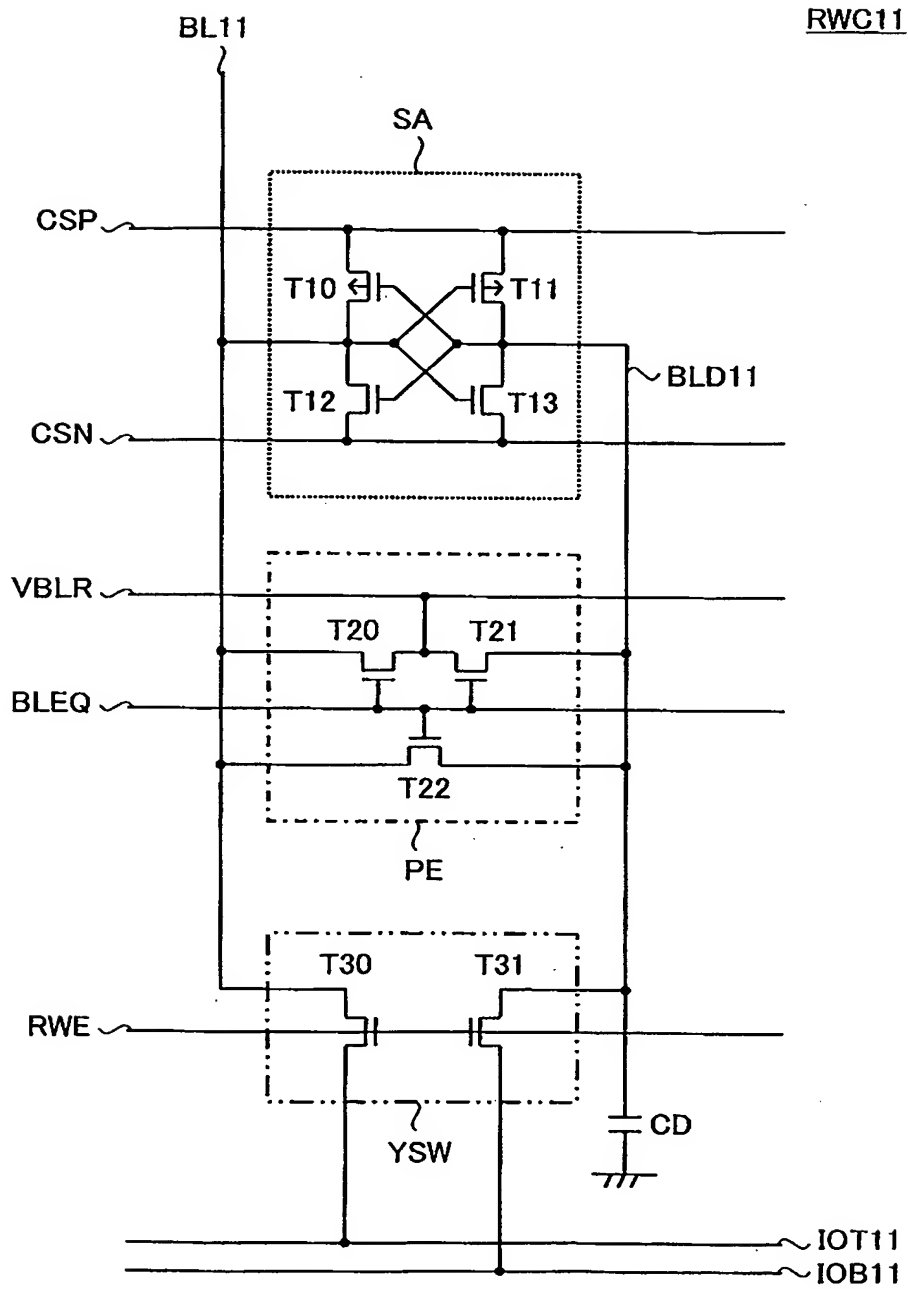 RWC11
BL11
SA
CSP
T10
T11
BLD11
T12
T13
CSN
VBLR
T20
T21
BLEQ
T22
PE
T30
T31
RWE
CD
YSW
IOT11
IOB11